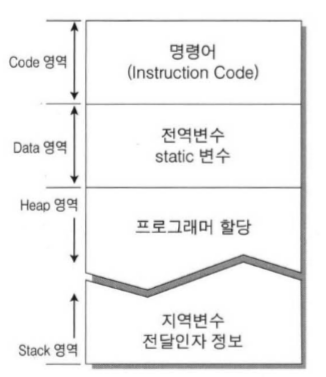 Code 영역
명령어
(Instruction Code)
Data 영역
전역변수
static 변수
Heap 영역
프로그래머 할당
Stack 영역
지역변수
전달인자 정보